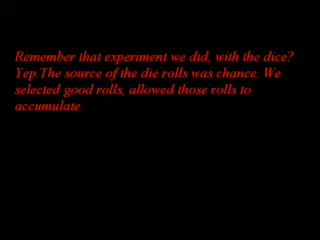 Remember that experiment we did, with the dice?
Yep.The source of the die rolls was chance. We
selected good rolls, allowed those rolls to
accumulate.